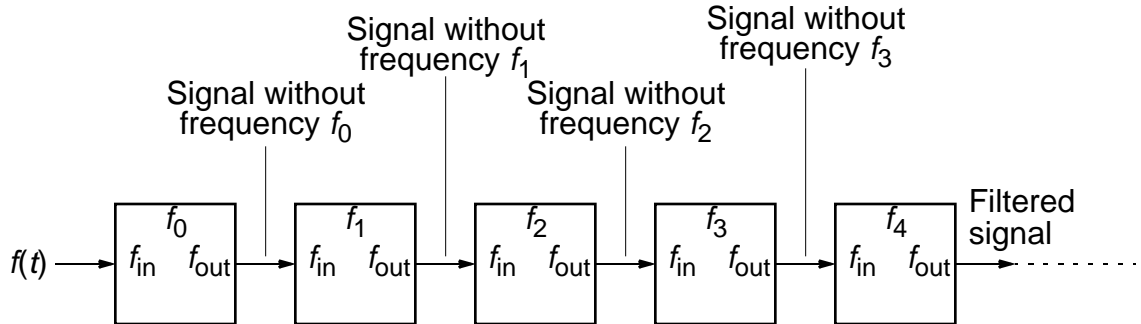 Signal without
frequency f0
Signal without
frequency f1
Signal without
frequency f2
Signal without
frequency f3
f(t)
f0
fin fout
f1
fin fout
f2
fin fout
f3
fin fout
f4
fin fout
Filtered
signal